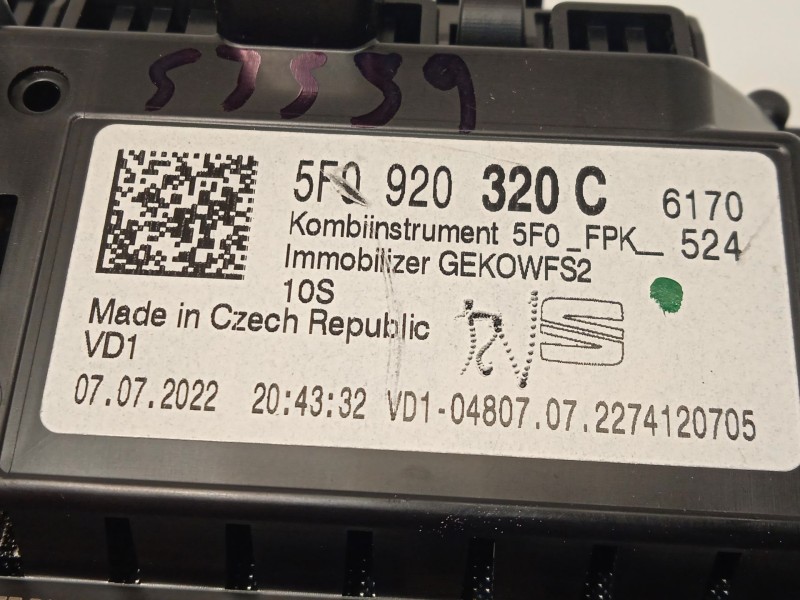 5F0 920 320 C 6170
Kombiinstrument 5F0_FPK_ 524
Immobilizer GEKOWFS2
10S
Made in Czech Republic
VD1
07.07.2022 20:43:32 VD1-04807.07.2274120705